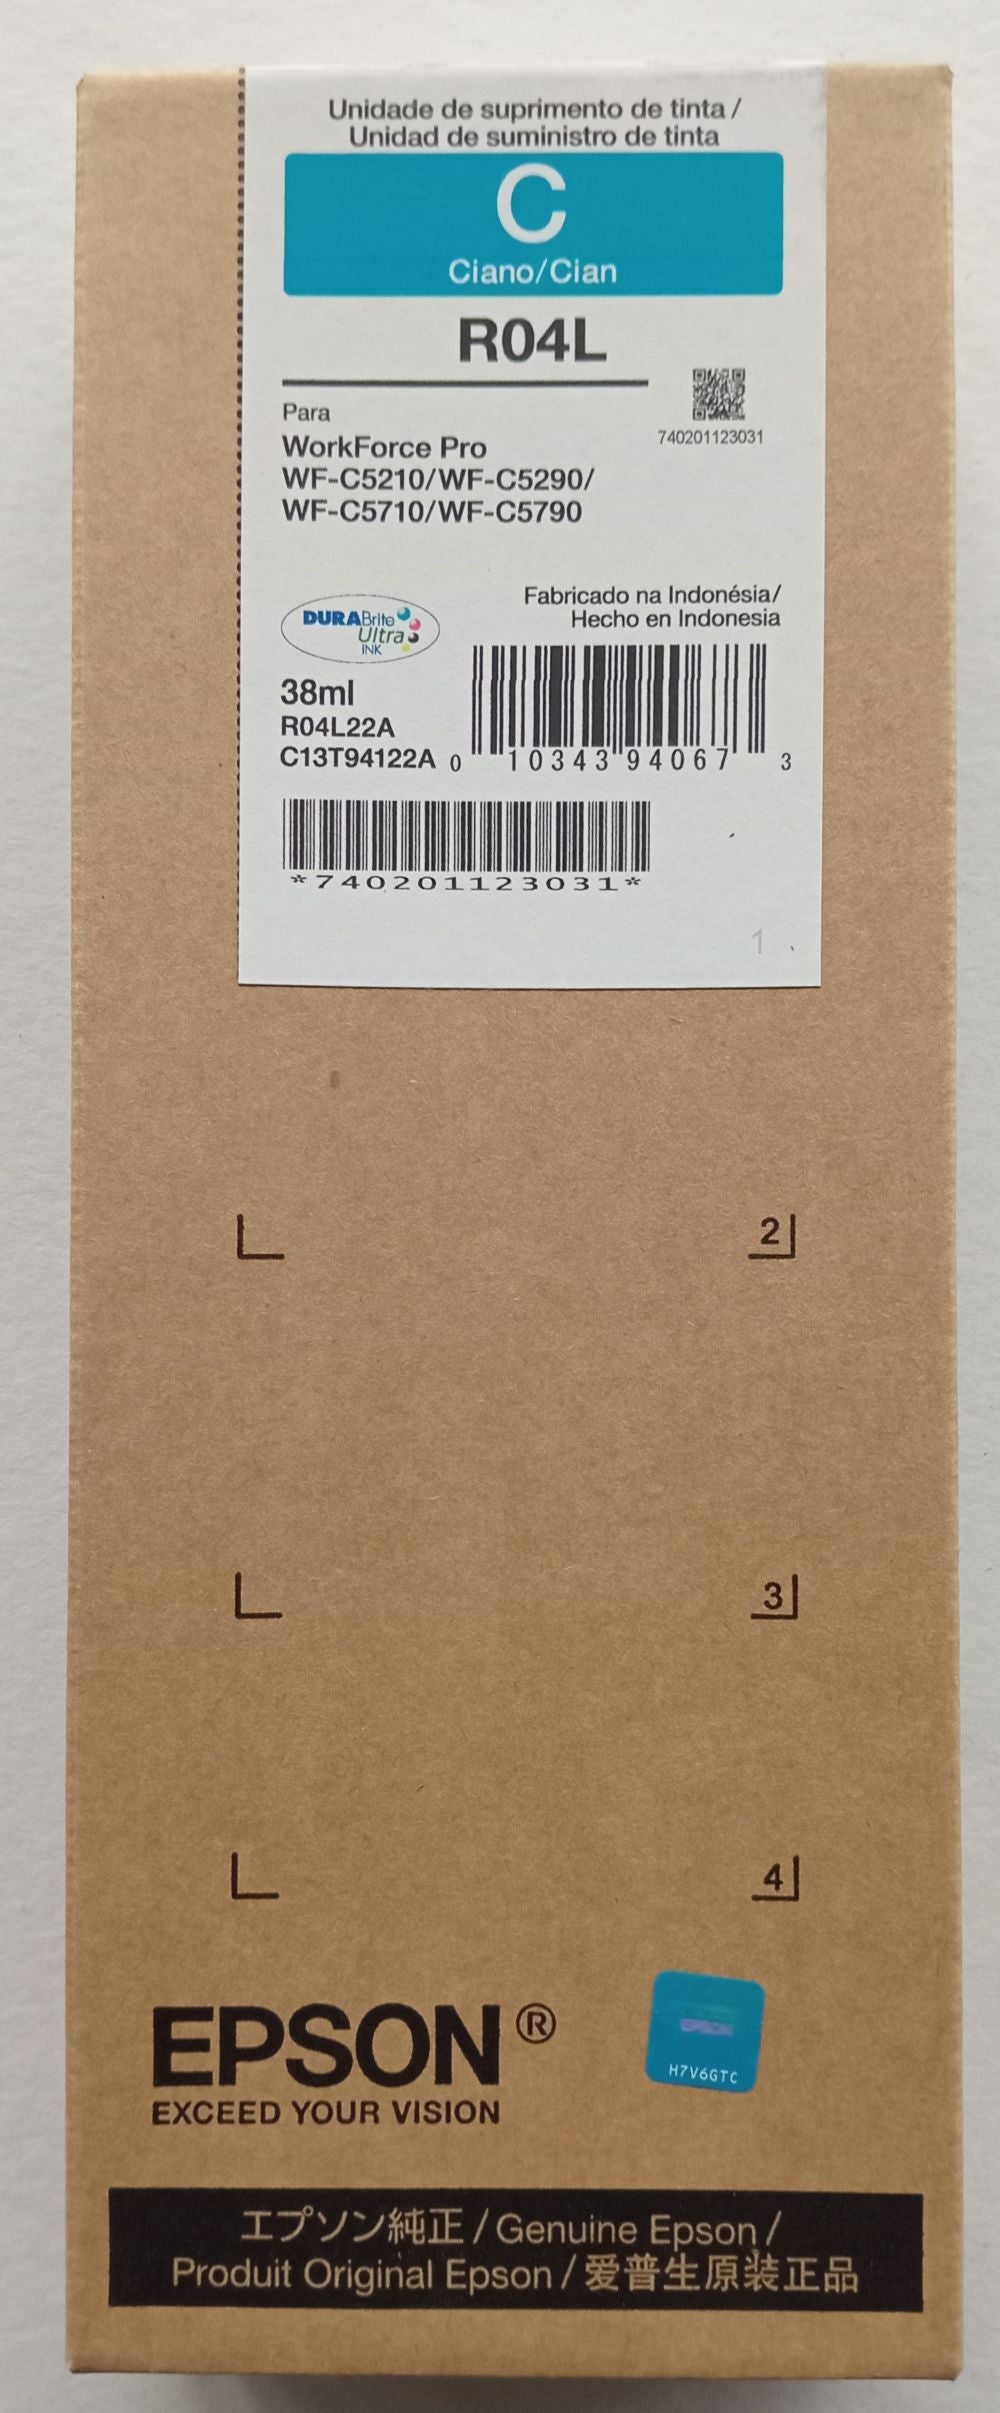 Unidade de suprimento de tinta /
Unidad de suministro de tinta
C
Ciano/Cian
R04L
740201123031
Para
WorkForce Pro
WF-C5210/WF-C5290/
WF-C5710/WF-C5790
Fabricado na Indonésia/
Hecho en Indonesia
DURABrite
Ultra
INK
38ml
R04L22A
C13T94122A
0 10343 94067 3
*740201123031*
1
2
3
4
EPSON®
EXCEED YOUR VISION
EPSON
H7V6GTC
エプソン純正 / Genuine Epson /
Produit Original Epson / 爱普生原装正品